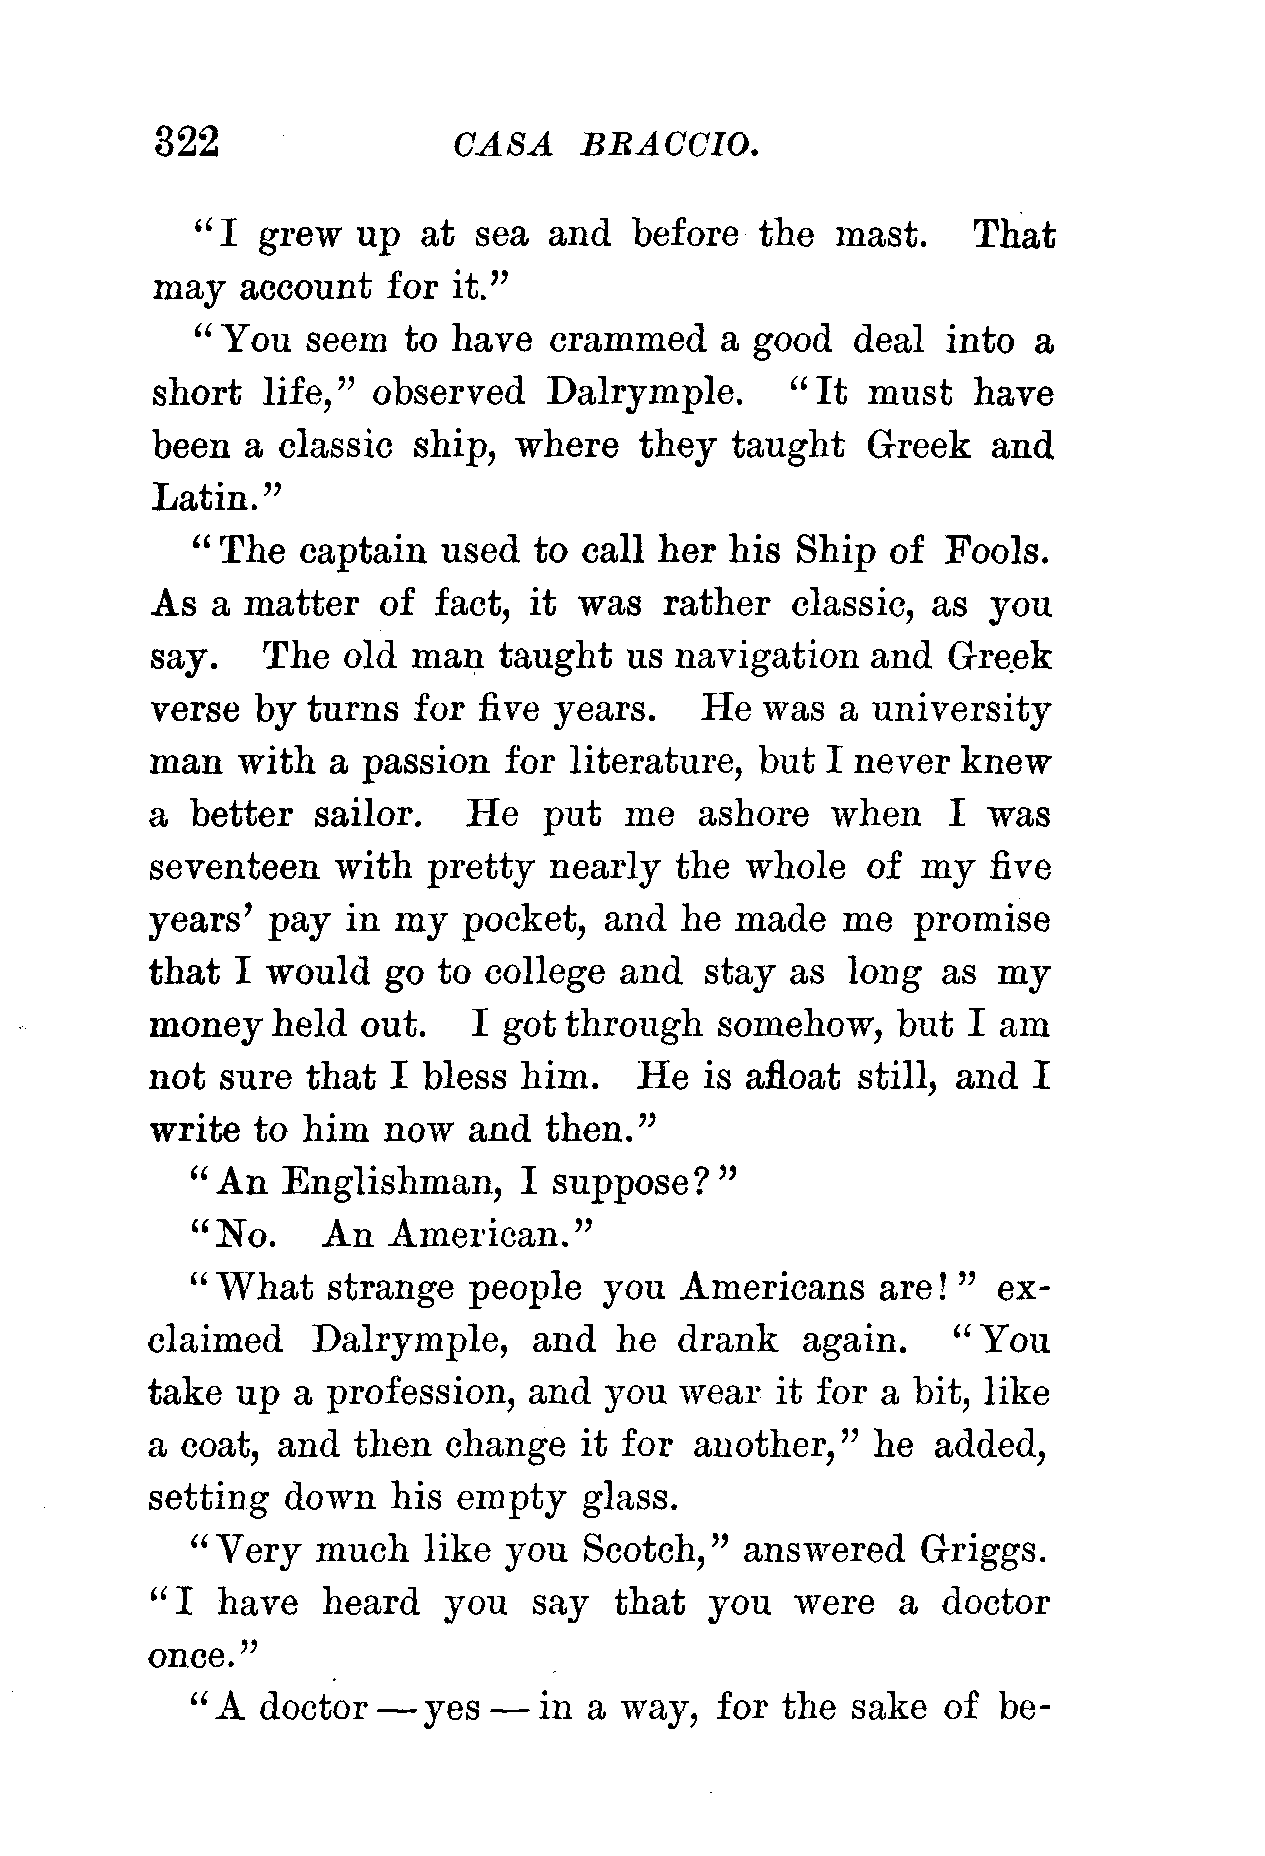 322 CASA BRACCIO.
"I grew up at sea and before the mast. That
may account for it."
"You seem to have crammed a good deal into a
short life," observed Dalrymple. "It must have
been a classic ship, where they taught Greek and
Latin."
"The captain used to call her his Ship of Fools.
As a matter of fact, it was rather classic, as you
say. The old man taught us navigation and Greek
verse by turns for five years. He was a university
man with a passion for literature, but I never knew
a better sailor. He put me ashore when I was
seventeen with pretty nearly the whole of my five
years' pay in my pocket, and he made me promise
that I would go to college and stay as long as my
money held out. I got through somehow, but I am
not sure that I bless him. He is afloat still, and I
write to him now and then."
"An Englishman, I suppose?"
"No. An American."
"What strange people you Americans are!" ex-
claimed Dalrymple, and he drank again. "You
take up a profession, and you wear it for a bit, like
a coat, and then change it for another," he added,
setting down his empty glass.
"Very much like you Scotch," answered Griggs.
"I have heard you say that you were a doctor
once."
"A doctor — yes — in a way, for the sake of be-